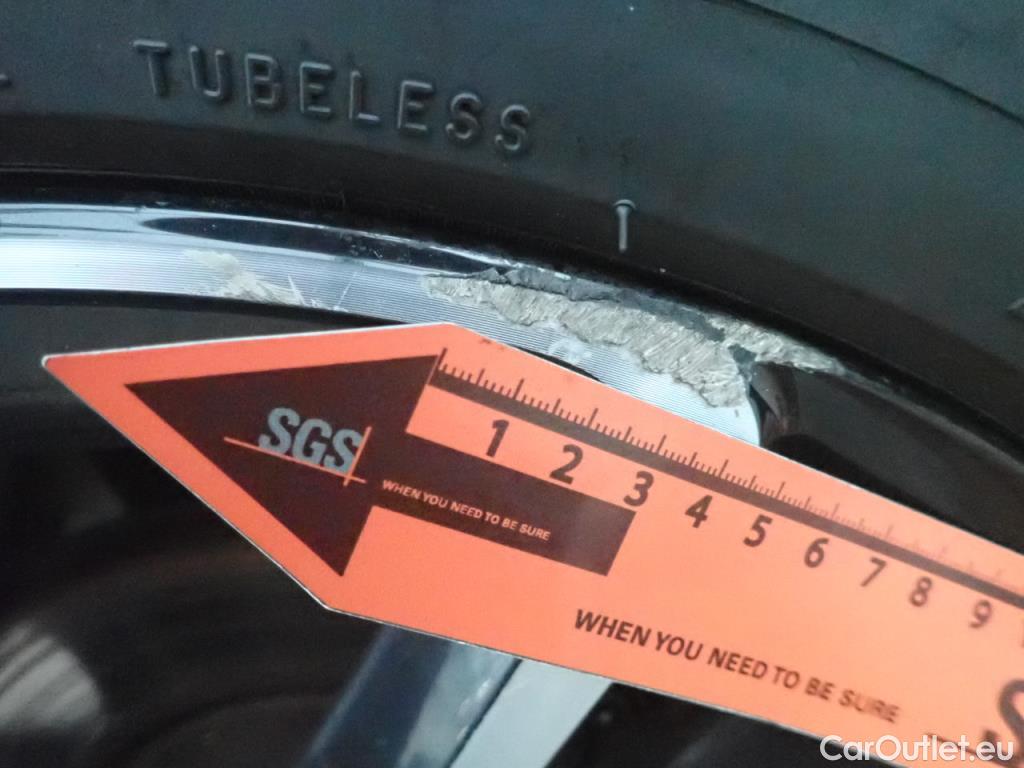 TUBELESS
SGS
WHEN YOU NEED TO BE SURE
1 2 3 4 5 6 7 8 9
WHEN YOU NEED TO BE SURE
S
CarOutlet.eu